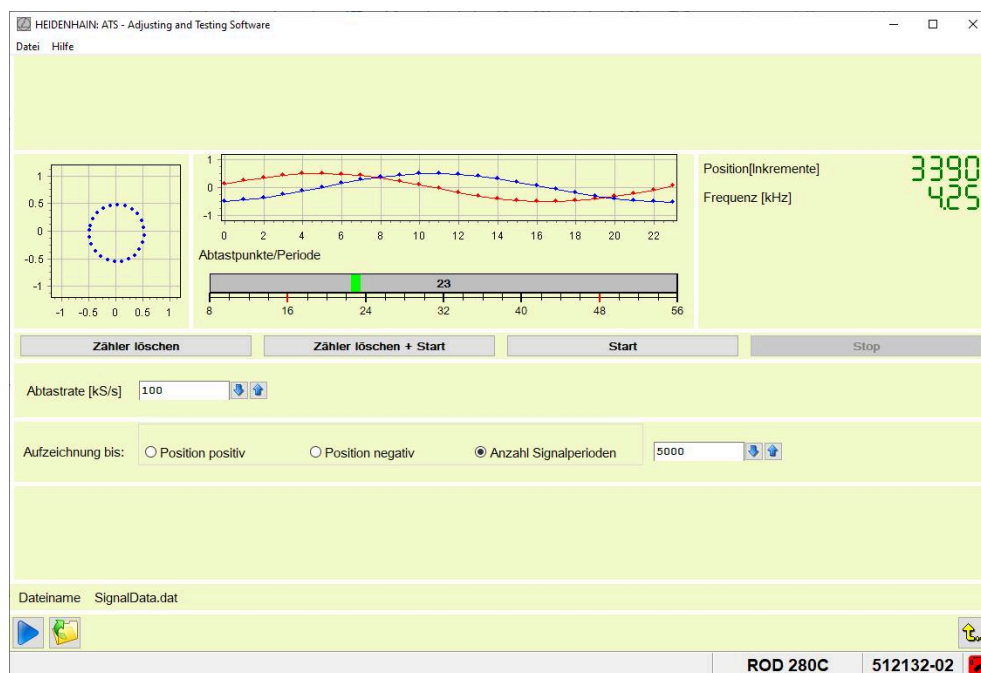 HEIDENHAIN: ATS - Adjusting and Testing Software
Datei Hilfe
1
0.5
0
-0.5
-1
-1 -0.5 0 0.5 1
1
0
-1
0 2 4 6 8 10 12 14 16 18 20 22
Abtastpunkte/Periode
23
8 16 24 32 40 48 56
Position[Inkremente] 3390
Frequenz [kHz] 4.25
Zähler löschen Zähler löschen + Start Start Stop
Abtastrate [kS/s] 100
Aufzeichnung bis: Position positiv Position negativ Anzahl Signalperioden 5000
Dateiname SignalData.dat
ROD 280C 512132-02